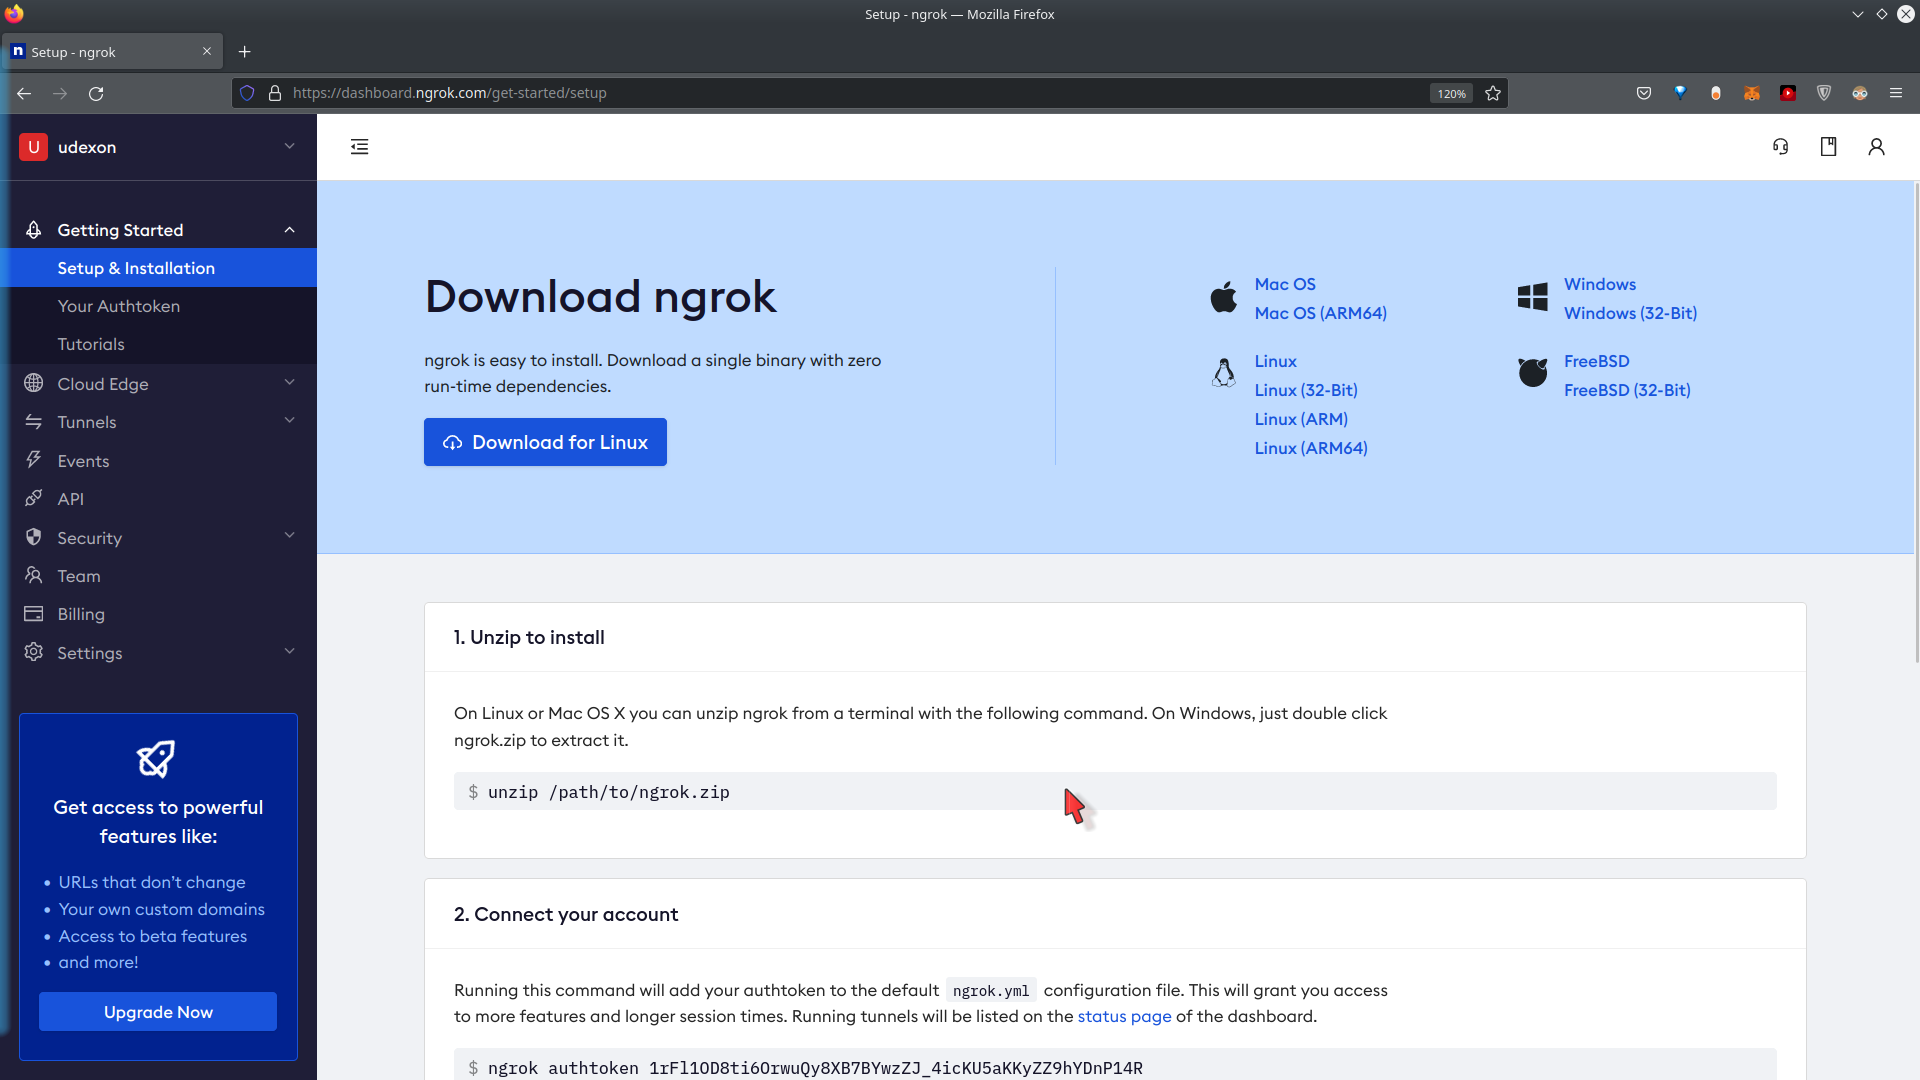 Setup - ngrok — Mozilla Firefox
n Setup - ngrok
https://dashboard.ngrok.com/get-started/setup
120%
U udexon
Getting Started
Setup & Installation
Your Authtoken
Tutorials
Cloud Edge
Tunnels
Events
API
Security
Team
Billing
Settings
Get access to powerful
features like:
• URLs that don't change
• Your own custom domains
• Access to beta features
• and more!
Upgrade Now
Download ngrok
ngrok is easy to install. Download a single binary with zero
run-time dependencies.
Download for Linux
Mac OS
Mac OS (ARM64)
Linux
Linux (32-Bit)
Linux (ARM)
Linux (ARM64)
Windows
Windows (32-Bit)
FreeBSD
FreeBSD (32-Bit)
1. Unzip to install
On Linux or Mac OS X you can unzip ngrok from a terminal with the following command. On Windows, just double click
ngrok.zip to extract it.
$ unzip /path/to/ngrok.zip
2. Connect your account
Running this command will add your authtoken to the default ngrok.yml configuration file. This will grant you access
to more features and longer session times. Running tunnels will be listed on the status page of the dashboard.
$ ngrok authtoken 1rFl1OD8ti6OrwuQy8XB7BYwzZJ_4icKU5aKKyZZ9hYDnP14R